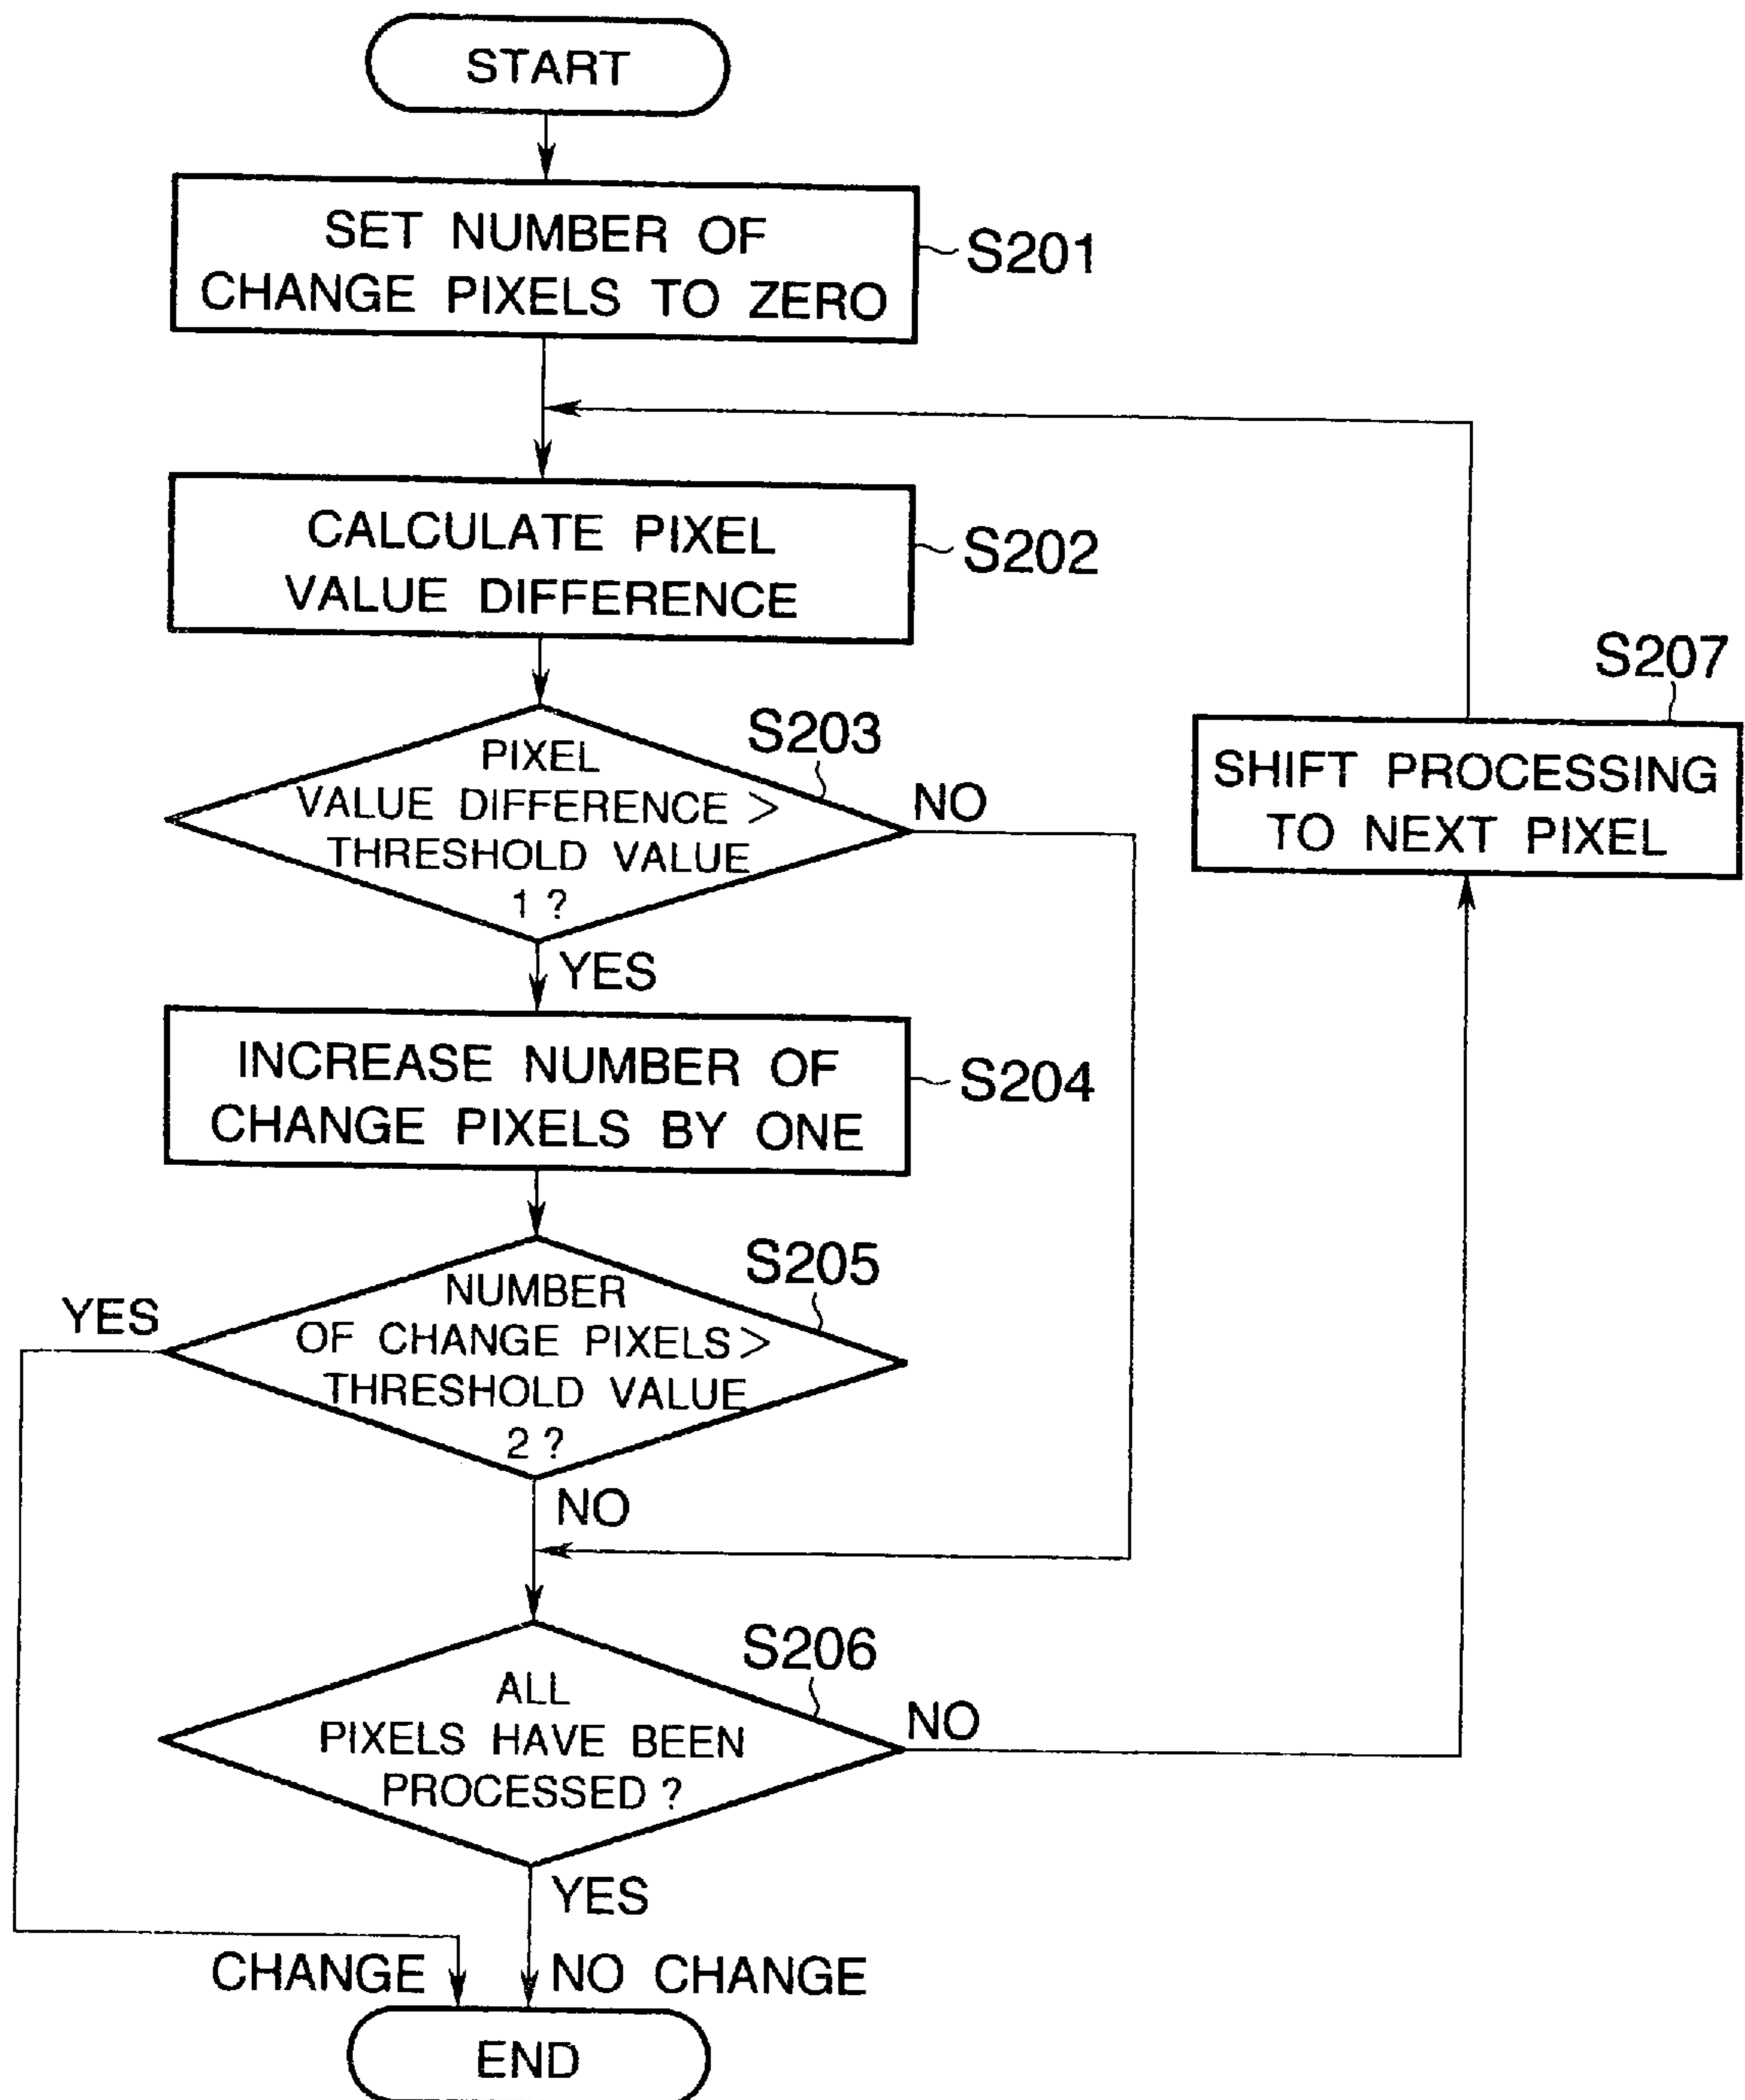 START
SET NUMBER OF
CHANGE PIXELS TO ZERO
S201
CALCULATE PIXEL
VALUE DIFFERENCE
S202
S203
PIXEL
VALUE DIFFERENCE >
THRESHOLD VALUE
1 ?
NO
YES
S207
SHIFT PROCESSING
TO NEXT PIXEL
INCREASE NUMBER OF
CHANGE PIXELS BY ONE
S204
S205
NUMBER
OF CHANGE PIXELS >
THRESHOLD VALUE
2 ?
YES
NO
S206
ALL
PIXELS HAVE BEEN
PROCESSED ?
NO
YES
CHANGE
NO CHANGE
END